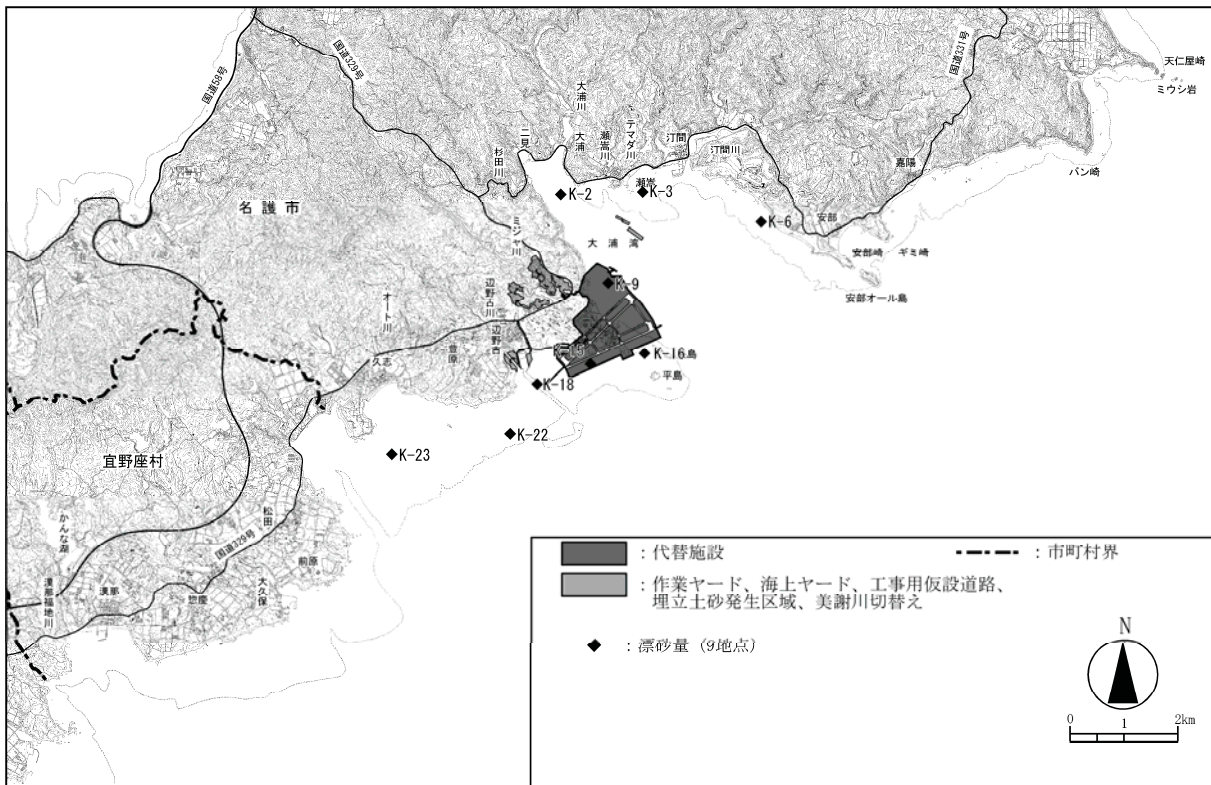 国道58号
国道329号
国道331号
天仁屋崎
ミウシ岩
バン崎
嘉陽
汀間
汀間川
テマダ川
瀬嵩川
大浦川
大浦
二見
杉田川
瀬嵩
K-2
K-3
K-6
安部
安部崎
ギミ崎
安部オール島
名護市
ミジャ川
大浦湾
K-9
辺野古川
辺野古
オート川
久志
豊原
K-15
K-16
島
平島
K-18
K-22
K-23
宜野座村
かんな湖
松田
国道329号
前原
大久保
惣慶
漢那
漢那福地川
:代替施設
:市町村界
:作業ヤード、海上ヤード、工事用仮設道路、
埋立土砂発生区域、美謝川切替え
:漂砂量(9地点)
N
0 1 2km